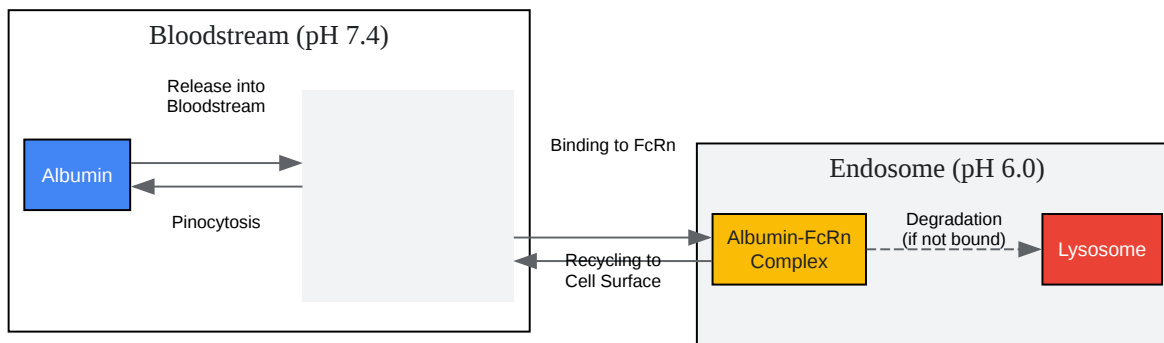 Bloodstream (pH 7.4)
Release into
Bloodstream
Albumin
Pinocytosis
Binding to FcRn
Recycling to
Cell Surface
Endosome (pH 6.0)
Albumin-FcRn
Complex
Degradation
(if not bound)
Lysosome